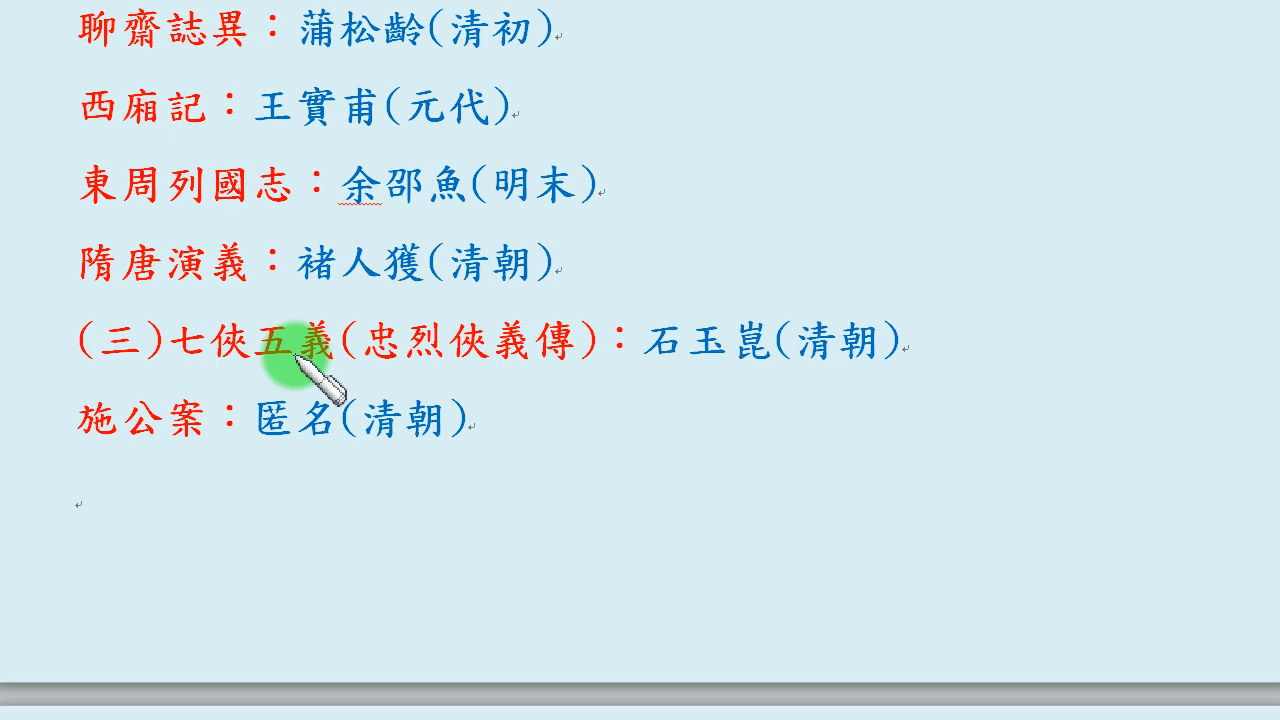 聊齋誌異：蒲松齡(清初)
西廂記：王實甫(元代)
東周列國志：余邵魚(明末)
隋唐演義：褚人獲(清朝)
(三)七俠五義(忠烈俠義傳)：石玉崑(清朝)
施公案：匿名(清朝)